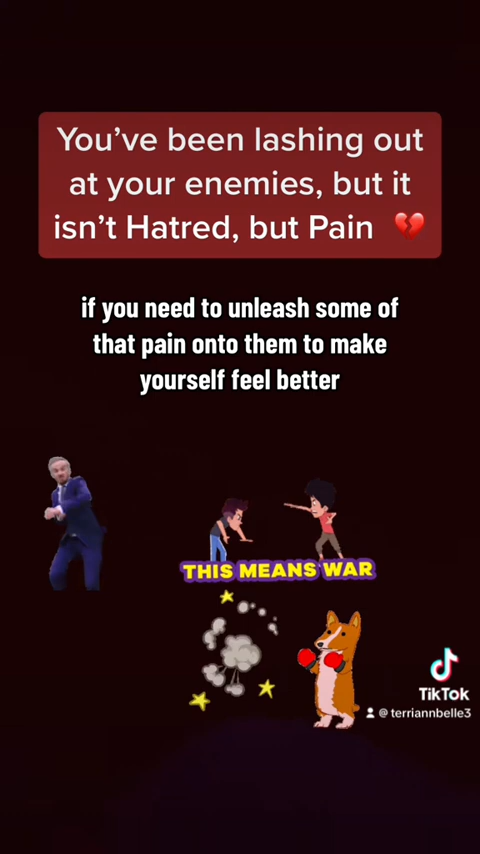 You’ve been lashing out
at your enemies, but it
isn’t Hatred, but Pain 💔
if you need to unleash some of
that pain onto them to make
yourself feel better
THIS MEANS WAR
TikTok
@ terriannbelle3